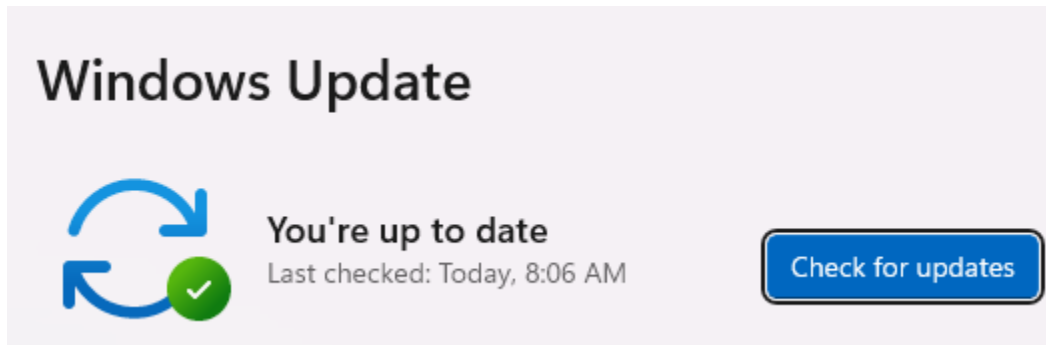 Windows Update
You're up to date
Last checked: Today, 8:06 AM
Check for updates